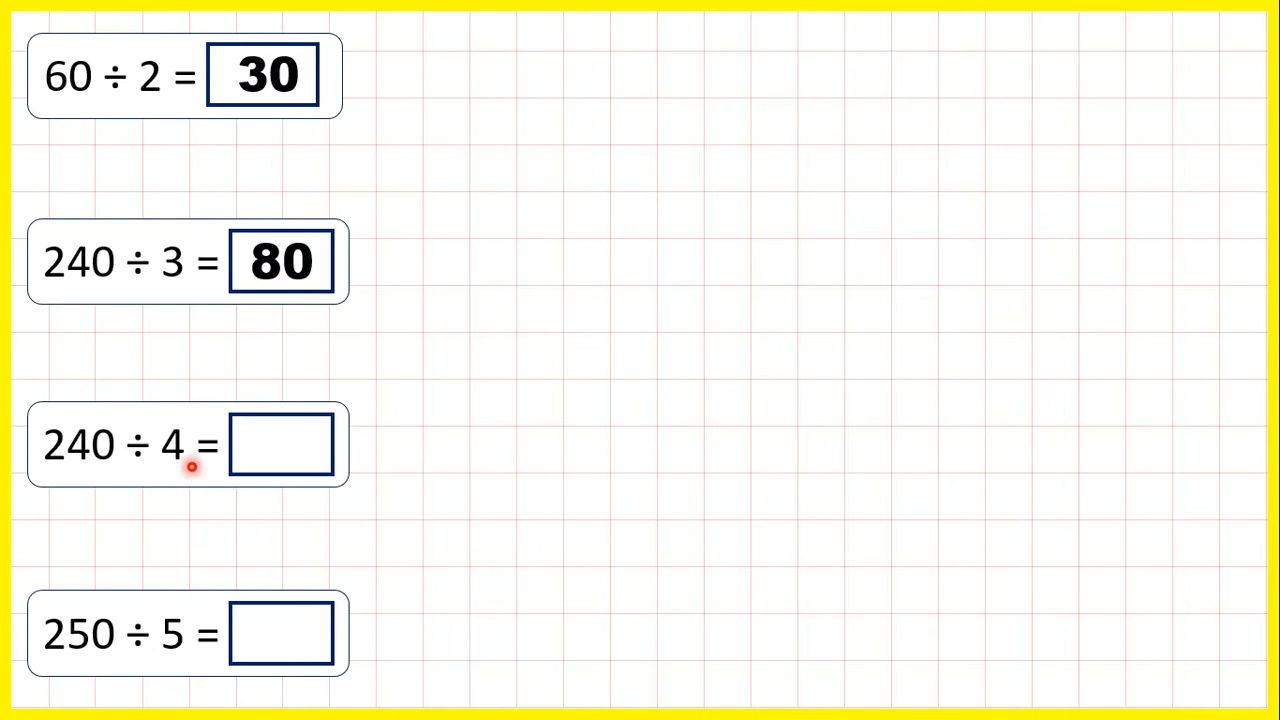 60 ÷ 2 = 30
240 ÷ 3 = 80
240 ÷ 4 =
250 ÷ 5 =